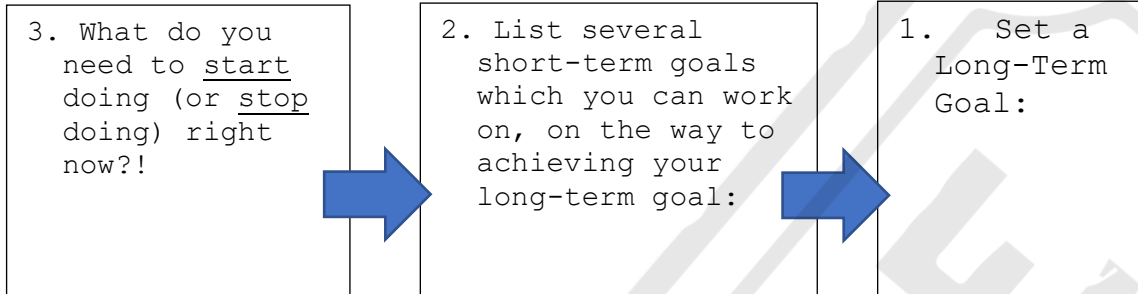 3. What do you
need to start
doing (or stop
doing) right
now?!
2. List several
short-term goals
which you can work
on, on the way to
achieving your
long-term goal:
1. Set a
Long-Term
Goal: